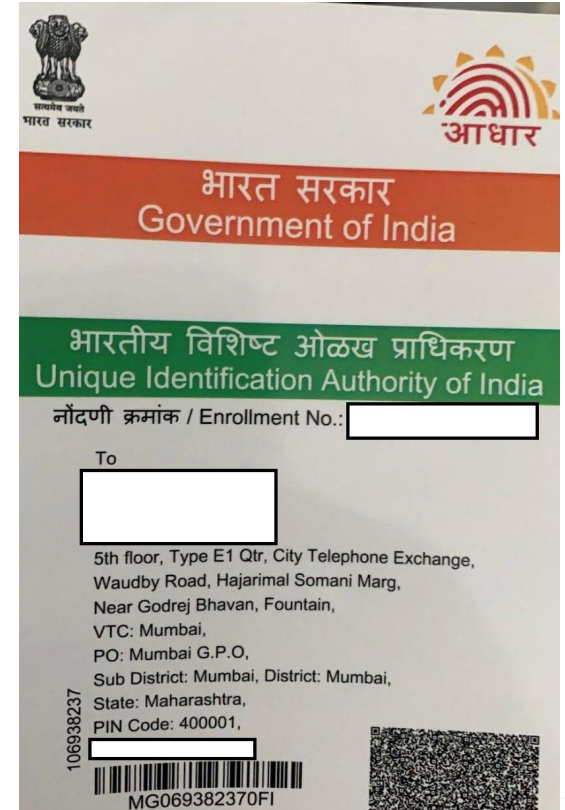 सत्यमेव जयते
भारत सरकार
आधार
भारत सरकार
Government of India
भारतीय विशिष्ट ओळख प्राधिकरण
Unique Identification Authority of India
नोंदणी क्रमांक / Enrollment No.:
To
5th floor, Type E1 Qtr, City Telephone Exchange,
Waudby Road, Hajarimal Somani Marg,
Near Godrej Bhavan, Fountain,
VTC: Mumbai,
PO: Mumbai G.P.O,
Sub District: Mumbai, District: Mumbai,
State: Maharashtra,
PIN Code: 400001,
106938237
MG069382370FI